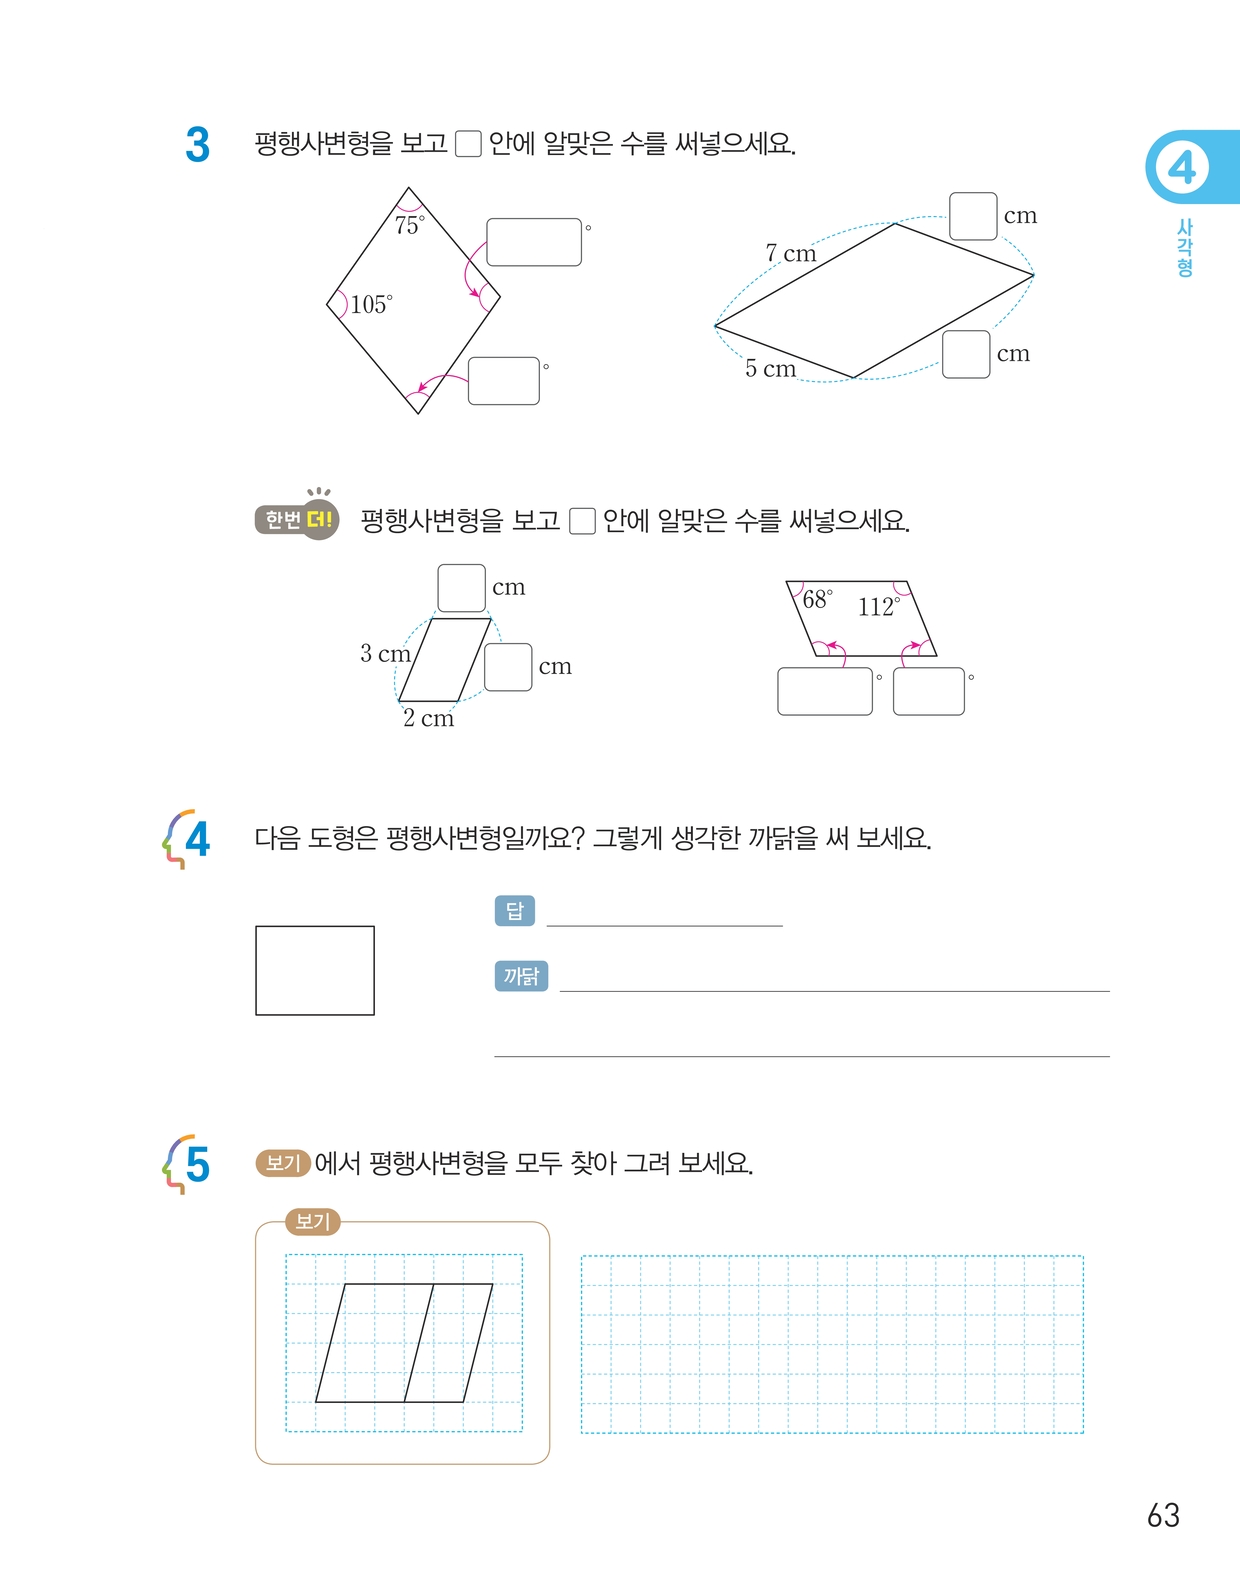 3 평행사변형을 보고 □ 안에 알맞은 수를 써넣으세요.
4
사각형
75°
105°
°
°
7 cm
cm
5 cm
cm
한번 더! 평행사변형을 보고 □ 안에 알맞은 수를 써넣으세요.
cm
3 cm
cm
2 cm
68° 112°
° °
4 다음 도형은 평행사변형일까요? 그렇게 생각한 까닭을 써 보세요.
답
까닭
5 보기 에서 평행사변형을 모두 찾아 그려 보세요.
보기
63